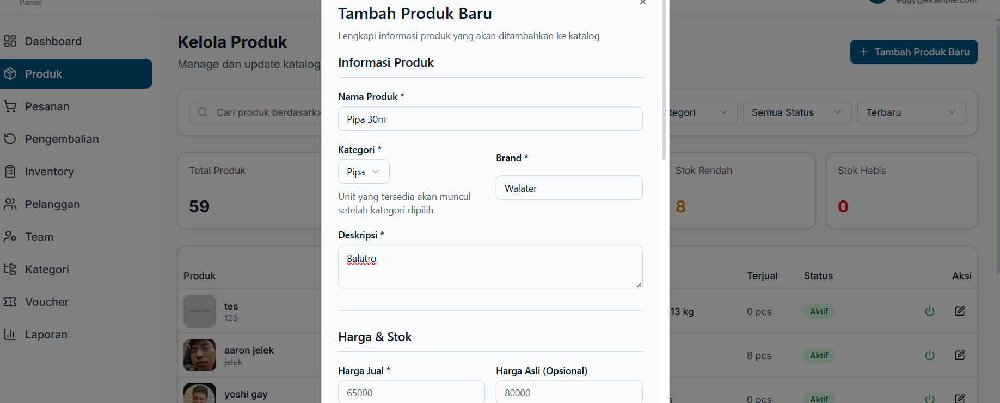 Panel
eggy@example.com
Dashboard
Produk
Pesanan
Pengembalian
Inventory
Pelanggan
Team
Kategori
Voucher
Laporan
Kelola Produk
Manage dan update katalog
+ Tambah Produk Baru
Cari produk berdasarka
tegori
Semua Status
Terbaru
Total Produk
59
Stok Rendah
8
Stok Habis
0
Produk
Terjual
Status
Aksi
tes
123
13 kg
0 pcs
Aktif
aaron jelek
jelek
8 pcs
Aktif
yoshi gay
0 pcs
Aktif
Tambah Produk Baru
Lengkapi informasi produk yang akan ditambahkan ke katalog
Informasi Produk
Nama Produk *
Pipa 30m
Kategori *
Pipa
Unit yang tersedia akan muncul
setelah kategori dipilih
Brand *
Walater
Deskripsi *
Balatro
Harga & Stok
Harga Jual *
65000
Harga Asli (Opsional)
80000